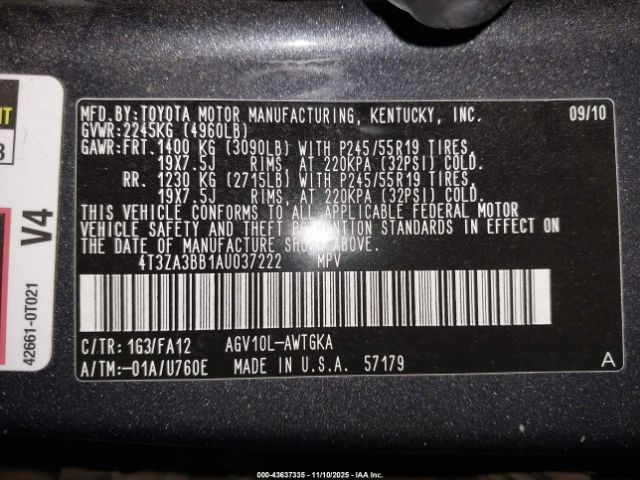 MFD.BY:TOYOTA MOTOR MANUFACTURING, KENTUCKY, INC. 09/10
GVWR:2245KG (4960LB)
GAWR:FRT. 1400 KG (3090LB) WITH P245/55R19 TIRES,
19X7.5J RIMS, AT 220KPA (32PSI) COLD.
RR. 1230 KG (2715LB) WITH P245/55R19 TIRES,
19X7.5J RIMS, AT 220KPA (32PSI) COLD.
THIS VEHICLE CONFORMS TO ALL APPLICABLE FEDERAL MOTOR
VEHICLE SAFETY AND THEFT PREVENTION STANDARDS IN EFFECT ON
THE DATE OF MANUFACTURE SHOWN ABOVE.
4T3ZA3BB1AU037222 MPV
C/TR: 1G3/FA12 AGV10L-AWTGKA
A/TM:-01A/U760E MADE IN U.S.A. 57179 A
V4
42661-0T021
000-43637335 - 11/10/2025 - IAA Inc.